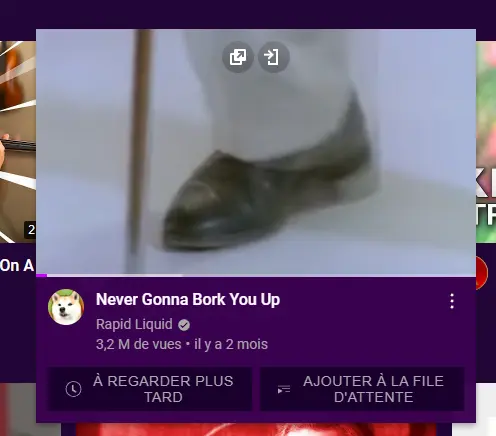 2
On A
Never Gonna Bork You Up
Rapid Liquid
3,2 M de vues • il y a 2 mois
À REGARDER PLUS
TARD
AJOUTER À LA FILE
D'ATTENTE